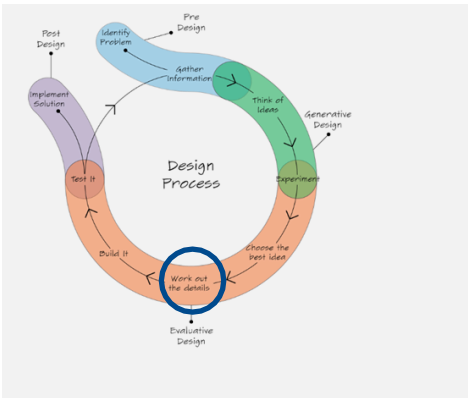 Pre
Design
Identify
Problem
Post
Design
Gather
Information
Implement
Solution
Think of
Ideas
Generative
Design
Design
Process
Test It
Experiment
Build It
Choose the
best idea
Work out
the details
Evaluative
Design